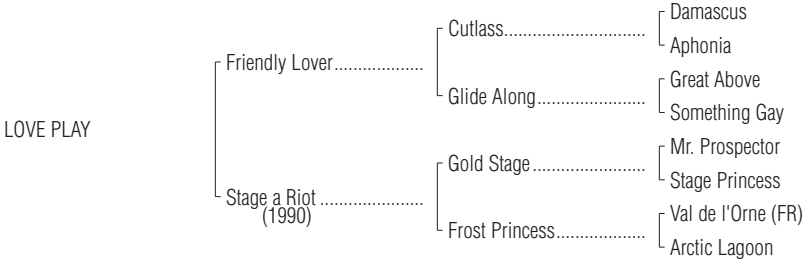 Damascus
Cutlass..............................
Aphonia
Friendly Lover...................
Great Above
Glide Along.......................
Something Gay
LOVE PLAY
Mr. Prospector
Gold Stage........................
Stage Princess
Stage a Riot ......................
(1990)
Val de l'Orne (FR)
Frost Princess...................
Arctic Lagoon